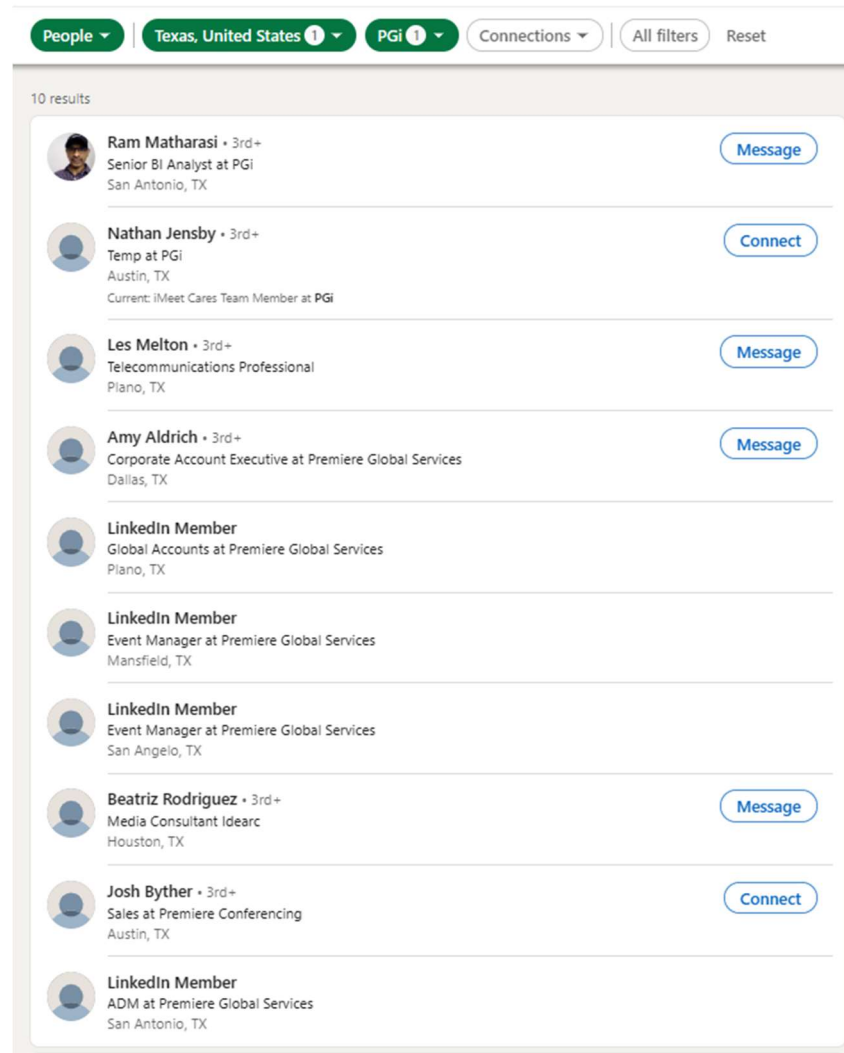 People Texas, United States 1 PGi 1 Connections All filters Reset
10 results
Ram Matharasi • 3rd+
Message
Senior BI Analyst at PGi
San Antonio, TX
Nathan Jensby • 3rd+
Connect
Temp at PGi
Austin, TX
Current: iMeet Cares Team Member at PGi
Les Melton • 3rd+
Message
Telecommunications Professional
Plano, TX
Amy Aldrich • 3rd+
Message
Corporate Account Executive at Premiere Global Services
Dallas, TX
LinkedIn Member
Global Accounts at Premiere Global Services
Plano, TX
LinkedIn Member
Event Manager at Premiere Global Services
Mansfield, TX
LinkedIn Member
Event Manager at Premiere Global Services
San Angelo, TX
Beatriz Rodriguez • 3rd+
Message
Media Consultant Idearc
Houston, TX
Josh Byther • 3rd+
Connect
Sales at Premiere Conferencing
Austin, TX
LinkedIn Member
ADM at Premiere Global Services
San Antonio, TX